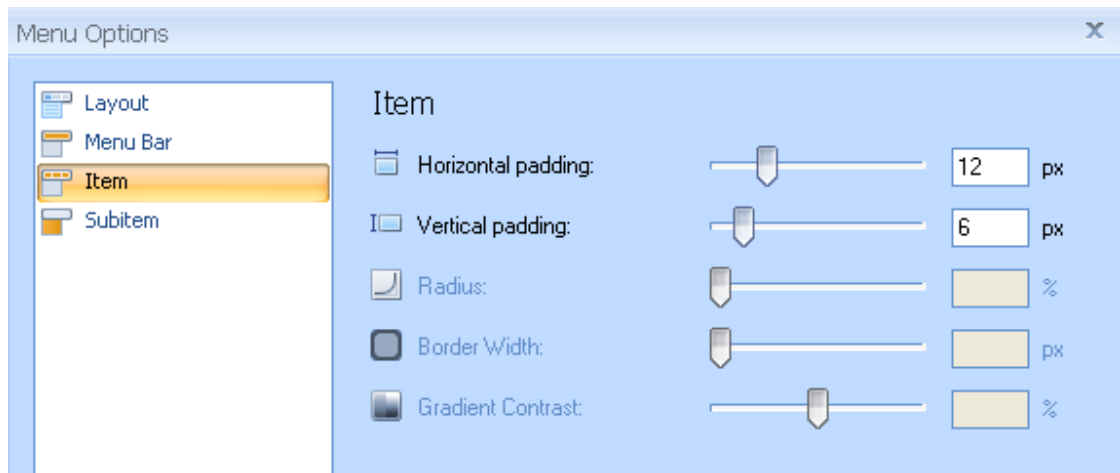 Menu Options x
Layout
Menu Bar
Item
Subitem
Item
Horizontal padding: 12 px
Vertical padding: 6 px
Radius: %
Border Width: px
Gradient Contrast: %